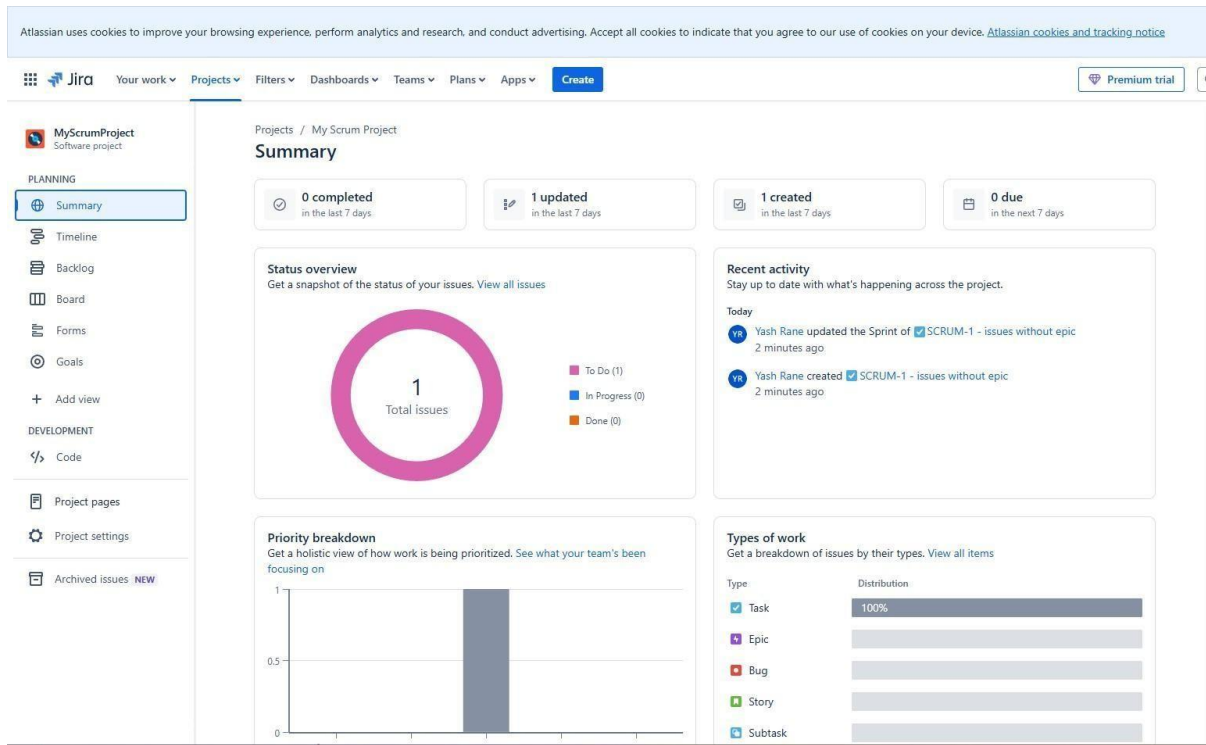 Atlassian uses cookies to improve your browsing experience, perform analytics and research, and conduct advertising. Accept all cookies to indicate that you agree to our use of cookies on your device. Atlassian cookies and tracking notice
Jira Your work Projects Filters Dashboards Teams Plans Apps Create Premium trial
MyScrumProject
Software project
PLANNING
Summary
Timeline
Backlog
Board
Forms
Goals
+ Add view
DEVELOPMENT
Code
Project pages
Project settings
Archived issues NEW
Projects / My Scrum Project
Summary
0 completed
in the last 7 days
1 updated
in the last 7 days
1 created
in the last 7 days
0 due
in the next 7 days
Status overview
Get a snapshot of the status of your issues. View all issues
1
Total issues
To Do (1)
In Progress (0)
Done (0)
Recent activity
Stay up to date with what's happening across the project.
Today
YR Yash Rane updated the Sprint of SCRUM-1 - issues without epic
2 minutes ago
YR Yash Rane created SCRUM-1 - issues without epic
2 minutes ago
Priority breakdown
Get a holistic view of how work is being prioritized. See what your team's been
focusing on
1
0.5
0
Types of work
Get a breakdown of issues by their types. View all items
Type Distribution
Task 100%
Epic
Bug
Story
Subtask